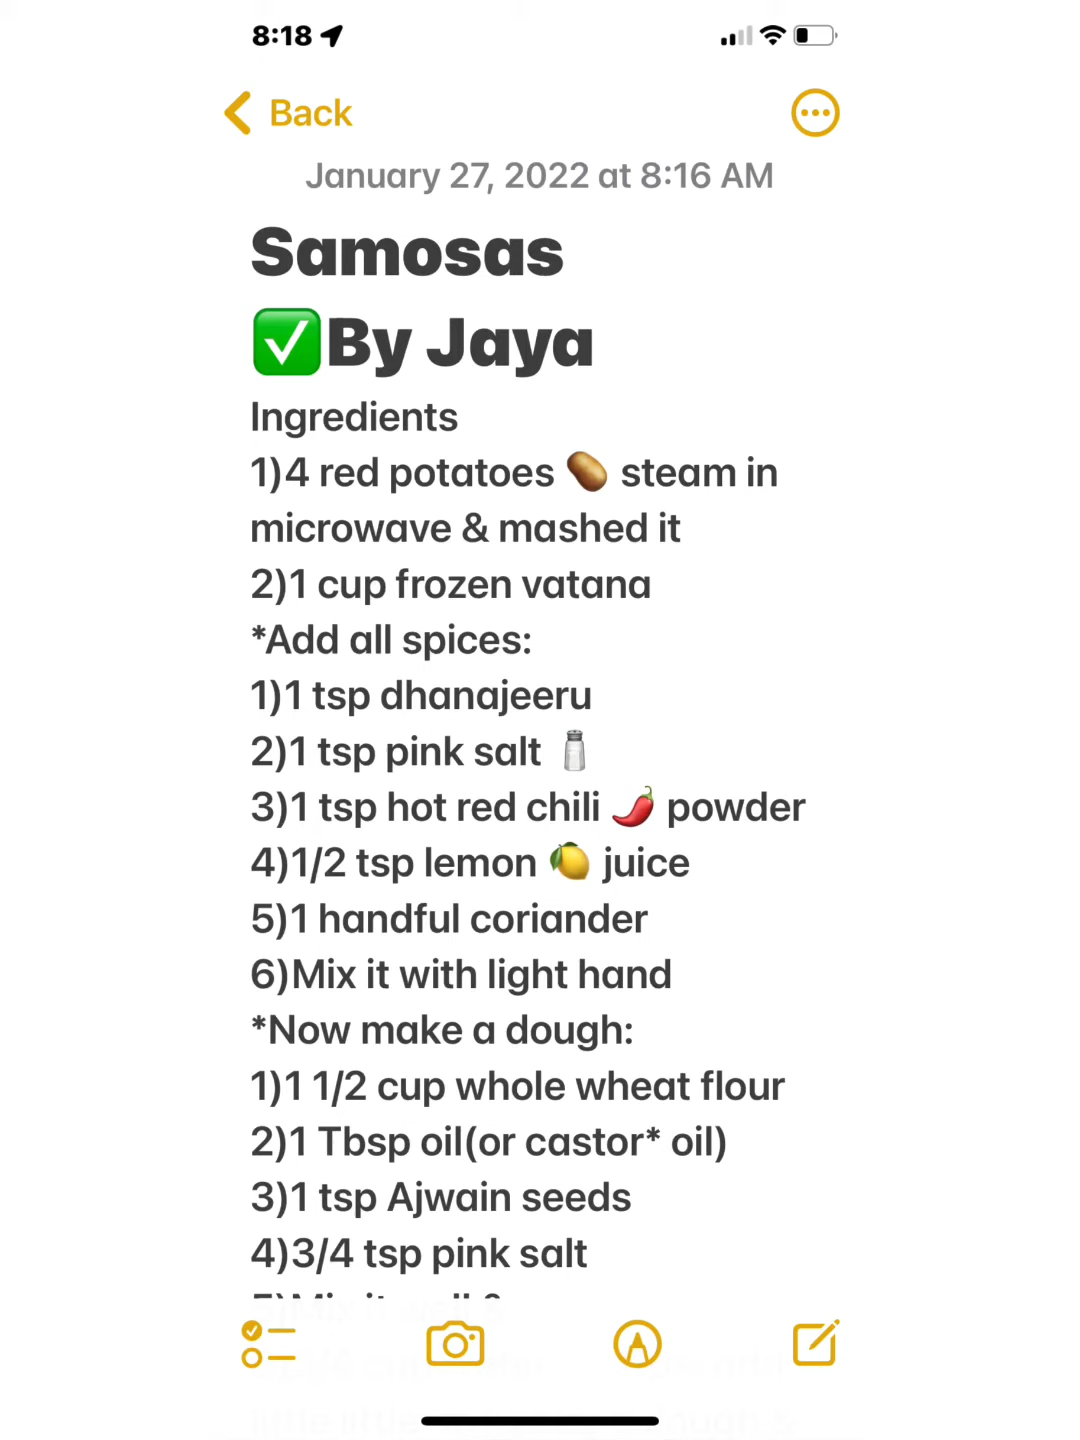 8:18
Back
January 27, 2022 at 8:16 AM
Samosas
✅By Jaya
Ingredients
1)4 red potatoes 🥔 steam in
microwave & mashed it
2)1 cup frozen vatana
*Add all spices:
1)1 tsp dhanajeeru
2)1 tsp pink salt 🧂
3)1 tsp hot red chili 🌶️ powder
4)1/2 tsp lemon 🍋 juice
5)1 handful coriander
6)Mix it with light hand
*Now make a dough:
1)1 1/2 cup whole wheat flour
2)1 Tbsp oil(or castor* oil)
3)1 tsp Ajwain seeds
4)3/4 tsp pink salt
5)Mix it well &